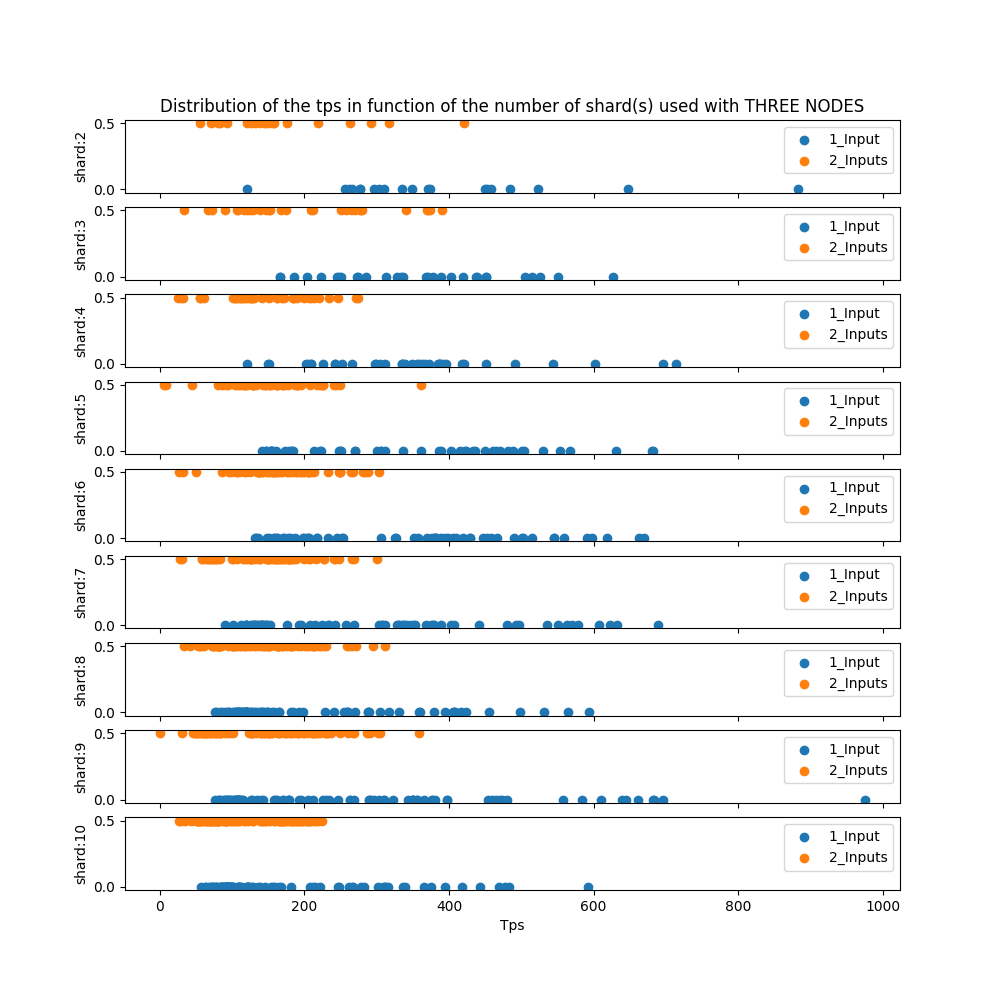 Distribution of the tps in function of the number of shard(s) used with THREE NODES
shard:2
0.5
0.0
1_Input
2_Inputs
shard:3
0.5
0.0
1_Input
2_Inputs
shard:4
0.5
0.0
1_Input
2_Inputs
shard:5
0.5
0.0
1_Input
2_Inputs
shard:6
0.5
0.0
1_Input
2_Inputs
shard:7
0.5
0.0
1_Input
2_Inputs
shard:8
0.5
0.0
1_Input
2_Inputs
shard:9
0.5
0.0
1_Input
2_Inputs
shard:10
0.5
0.0
1_Input
2_Inputs
0 200 400 600 800 1000
Tps